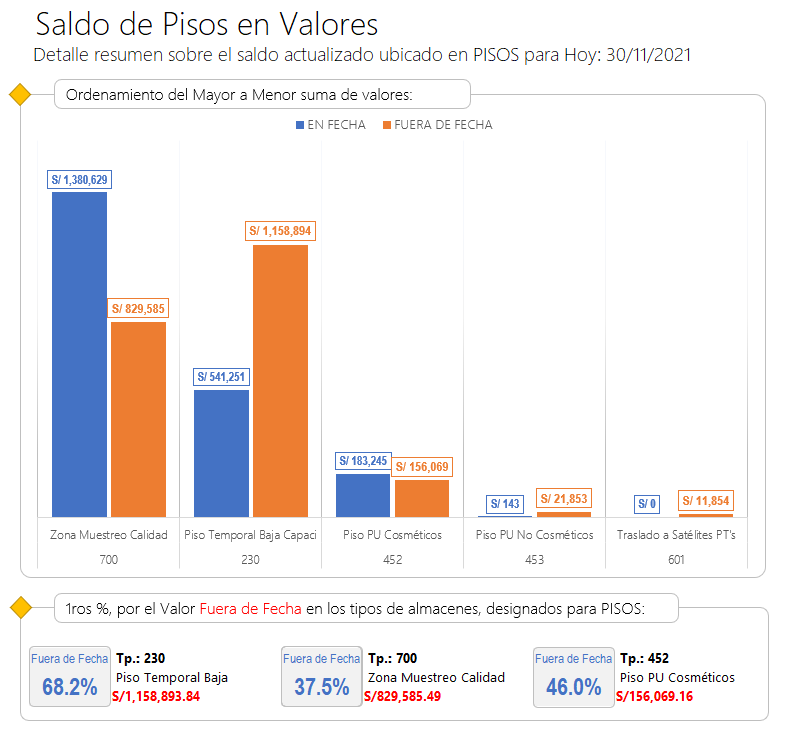 Saldo de Pisos en Valores
Detalle resumen sobre el saldo actualizado ubicado en PISOS para Hoy: 30/11/2021
Ordenamiento del Mayor a Menor suma de valores:
EN FECHA FUERA DE FECHA
S/ 1,380,629
S/ 829,585
S/ 541,251
S/ 1,158,894
S/ 183,245
S/ 156,069
S/ 143
S/ 21,853
S/ 0
S/ 11,854
Zona Muestreo Calidad Piso Temporal Baja Capaci Piso PU Cosméticos Piso PU No Cosméticos Traslado a Satélites PT's
700 230 452 453 601
1ros %, por el Valor Fuera de Fecha en los tipos de almacenes, designados para PISOS:
Fuera de Fecha
68.2%
Tp.: 230
Piso Temporal Baja
S/1,158,893.84
Fuera de Fecha
37.5%
Tp.: 700
Zona Muestreo Calidad
S/829,585.49
Fuera de Fecha
46.0%
Tp.: 452
Piso PU Cosméticos
S/156,069.16